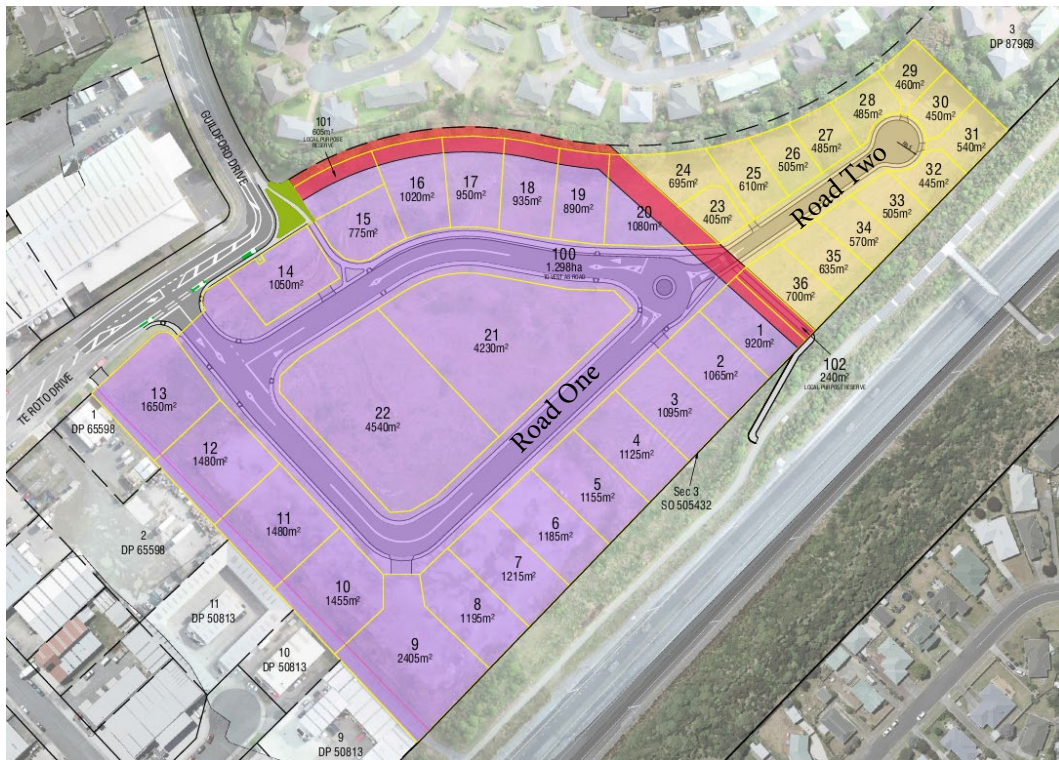 3
DP 87969
GUILDFORD DRIVE
TE ROTO DRIVE
101
605m²
LOCAL PURPOSE
RESERVE
29
460m²
28
485m²
30
450m²
27
485m²
31
540m²
26
505m²
32
445m²
24
695m²
25
610m²
33
505m²
23
405m²
34
570m²
35
635m²
36
700m²
Road Two
16
1020m²
17
950m²
18
935m²
19
890m²
20
1080m²
15
775m²
14
1050m²
100
1.298ha
TO VEST AS ROAD
21
4230m²
22
4540m²
Road One
1
920m²
2
1065m²
3
1095m²
4
1125m²
5
1155m²
6
1185m²
7
1215m²
8
1195m²
9
2405m²
10
1455m²
11
1480m²
12
1480m²
13
1650m²
102
240m²
LOCAL PURPOSE RESERVE
Sec 3
SO 505432
1
DP 65598
2
DP 65598
11
DP 50813
10
DP 50813
9
DP 50813